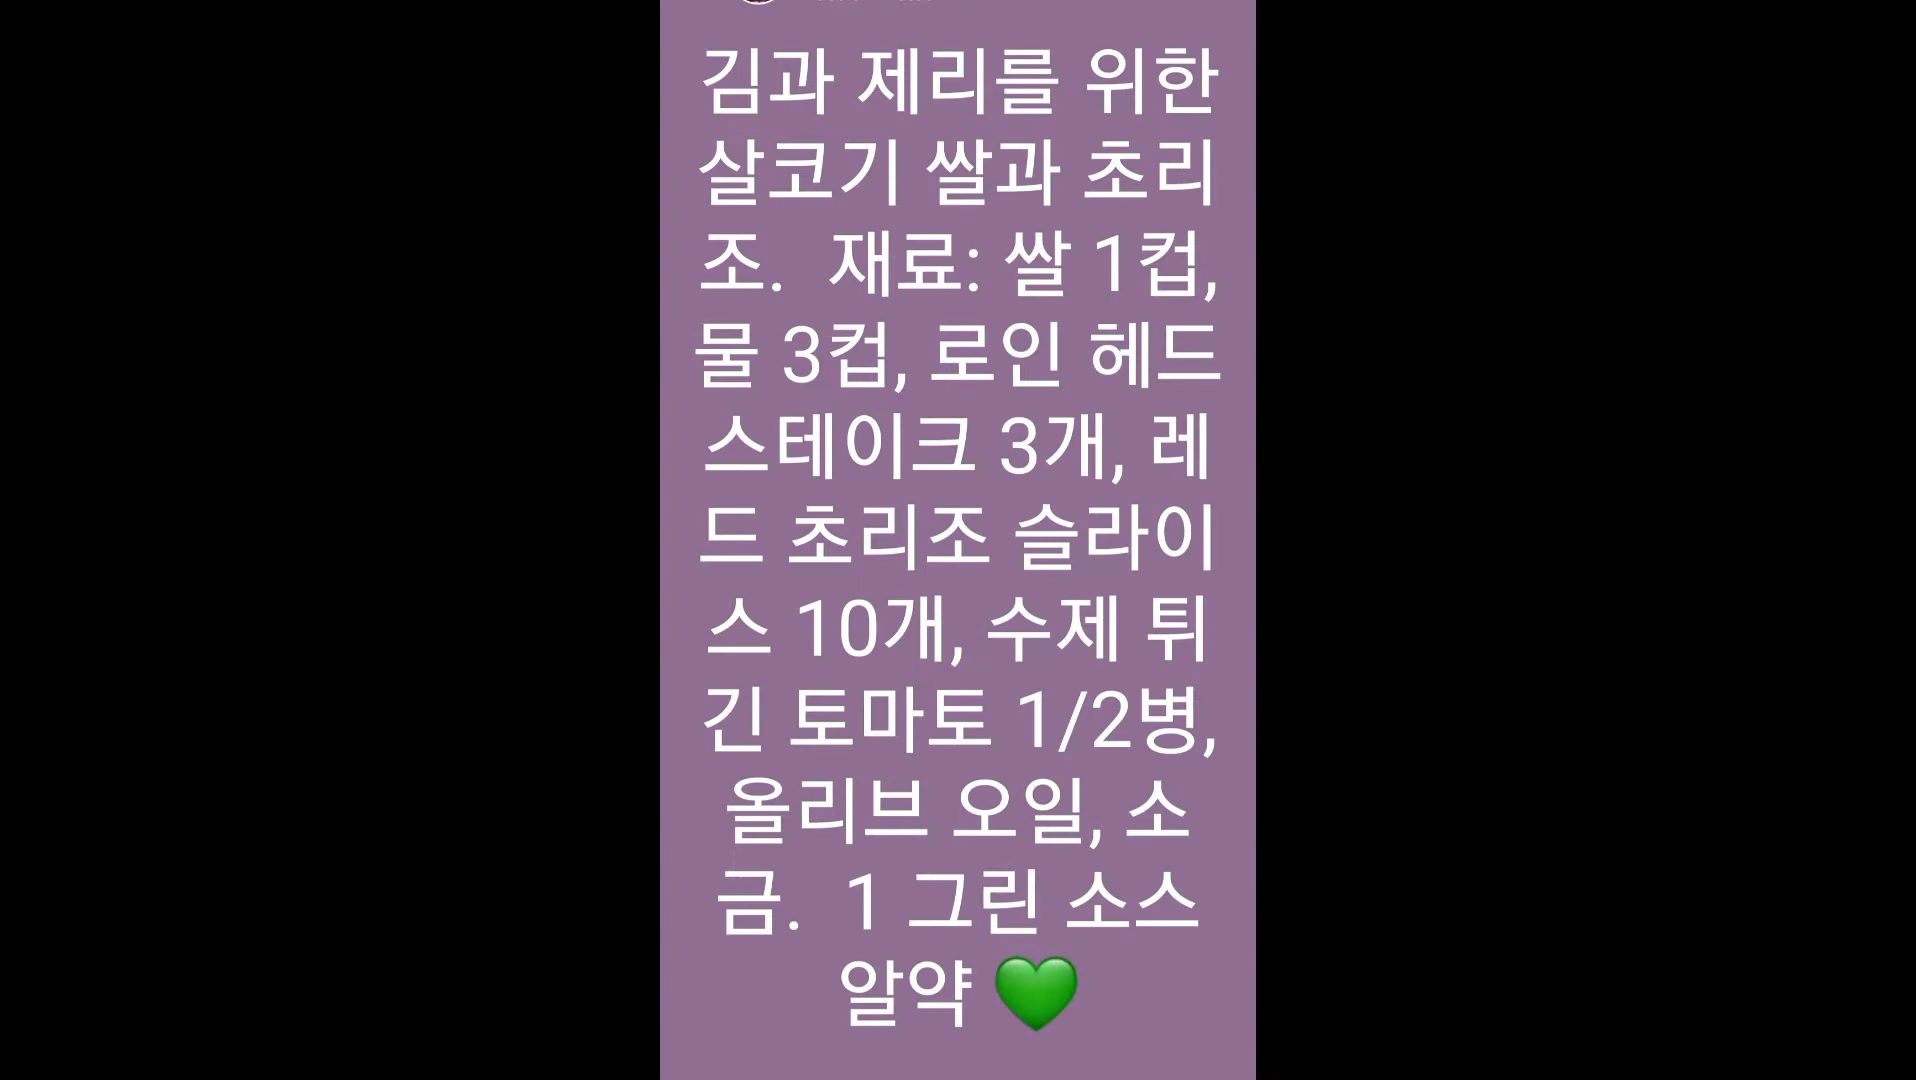 김과 제리를 위한
살코기 쌀과 초리
조.  재료: 쌀 1컵,
물 3컵, 로인 헤드
스테이크 3개, 레
드 초리조 슬라이
스 10개, 수제 튀
긴 토마토 1/2병,
올리브 오일, 소
금.  1 그린 소스
알약 💚